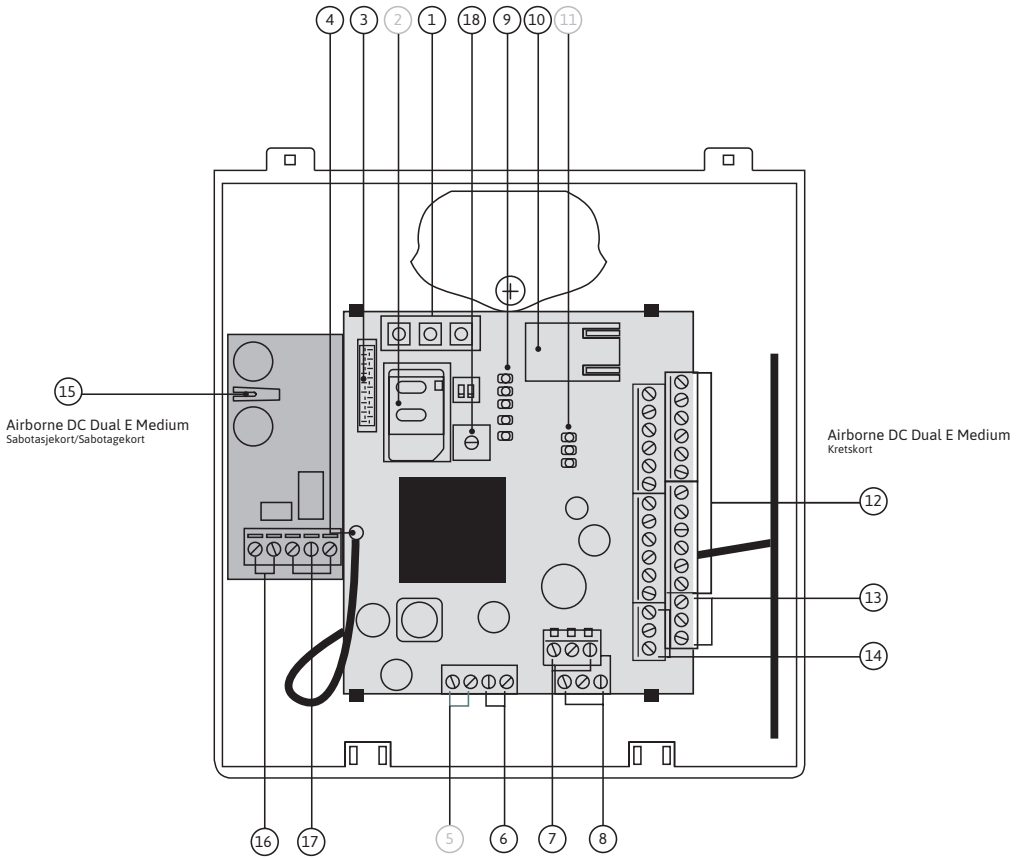 4 3 2 1 18 9 10 11
15
Airborne DC Dual E Medium
Sabotasjekort/Sabotagekort
Airborne DC Dual E Medium
Kretskort
12
13
14
16 17 5 6 7 8